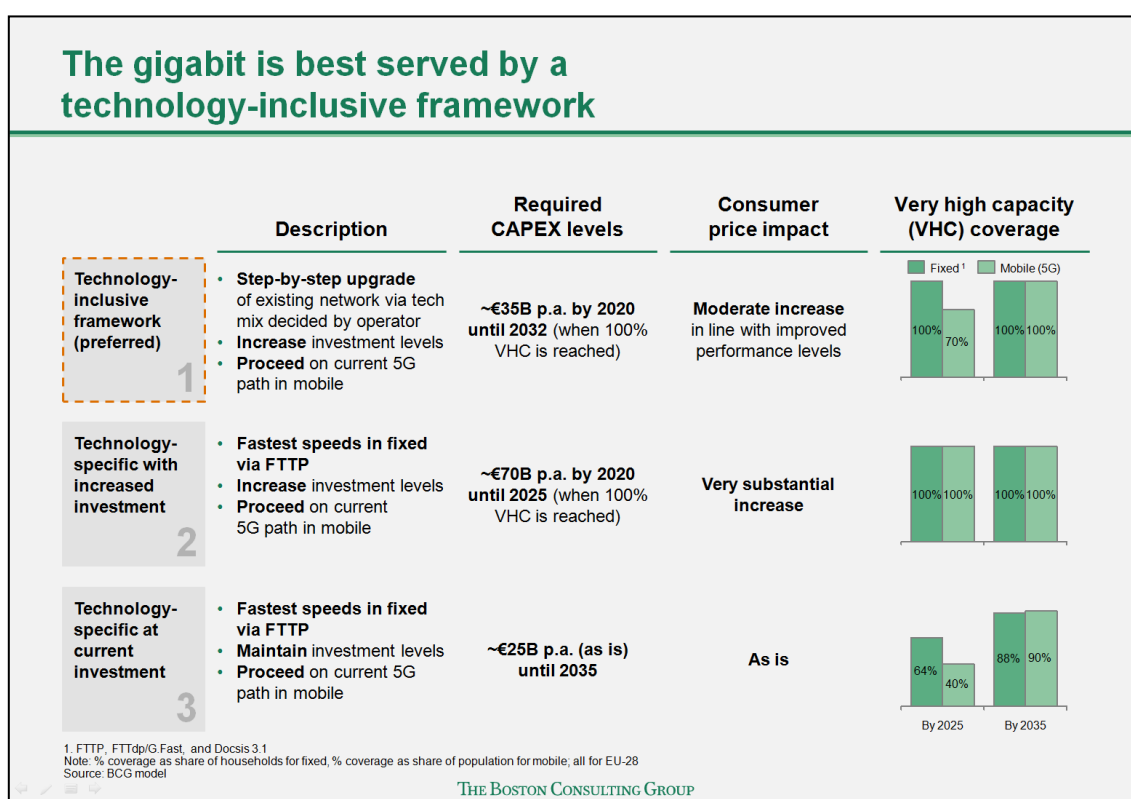 The gigabit is best served by a
technology-inclusive framework
Description
Required
CAPEX levels
Consumer
price impact
Very high capacity
(VHC) coverage
Technology-
inclusive
framework
(preferred)
1
• Step-by-step upgrade
of existing network via tech
mix decided by operator
• Increase investment levels
• Proceed on current 5G
path in mobile
~€35B p.a. by 2020
until 2032 (when 100%
VHC is reached)
Moderate increase
in line with improved
performance levels
Fixed 1
Mobile (5G)
100%
70%
100%
100%
Technology-
specific with
increased
investment
2
• Fastest speeds in fixed
via FTTP
• Increase investment levels
• Proceed on current
5G path in mobile
~€70B p.a. by 2020
until 2025 (when 100%
VHC is reached)
Very substantial
increase
100%
100%
100%
100%
Technology-
specific at
current
investment
3
• Fastest speeds in fixed
via FTTP
• Maintain investment levels
• Proceed on current 5G
path in mobile
~€25B p.a. (as is)
until 2035
As is
64%
40%
88%
90%
By 2025
By 2035
1. FTTP, FTTdp/G.Fast, and Docsis 3.1
Note: % coverage as share of households for fixed, % coverage as share of population for mobile; all for EU-28
Source: BCG model
THE BOSTON CONSULTING GROUP